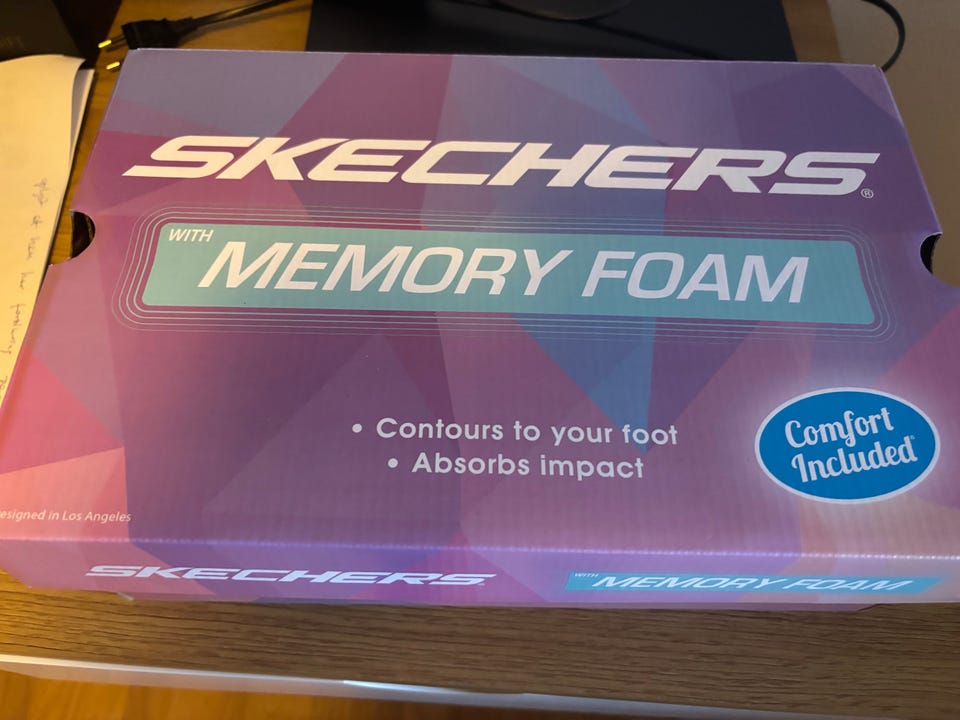 SKECHERS®
WITH MEMORY FOAM
• Contours to your foot
• Absorbs impact
Comfort
Included
esigned in Los Angeles
SKECHERS
WITH MEMORY FOAM